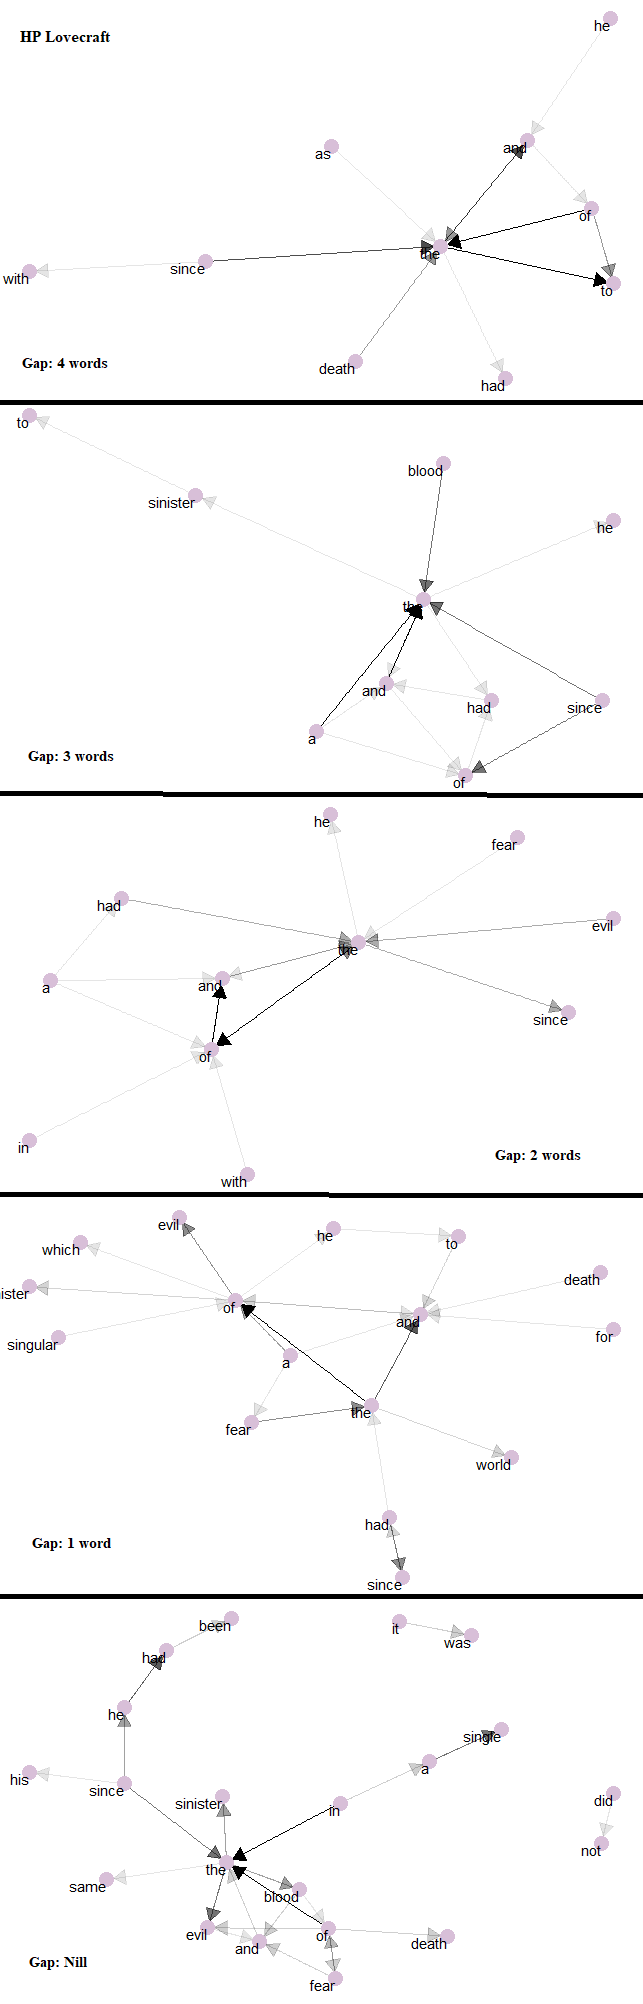 HP Lovecraft
he
and
as
of
the
since
with
to
death
Gap: 4 words
had
to
blood
sinister
he
the
and
had
since
a
Gap: 3 words
of
he
fear
had
evil
the
a
and
since
of
in
Gap: 2 words
with
evil
he
which
to
death
ister
of
and
singular
for
a
the
fear
world
had
Gap: 1 word
since
been
it
was
had
he
single
a
his
since
did
sinister
in
not
the
same
blood
evil
of
and
death
Gap: Nill
fear